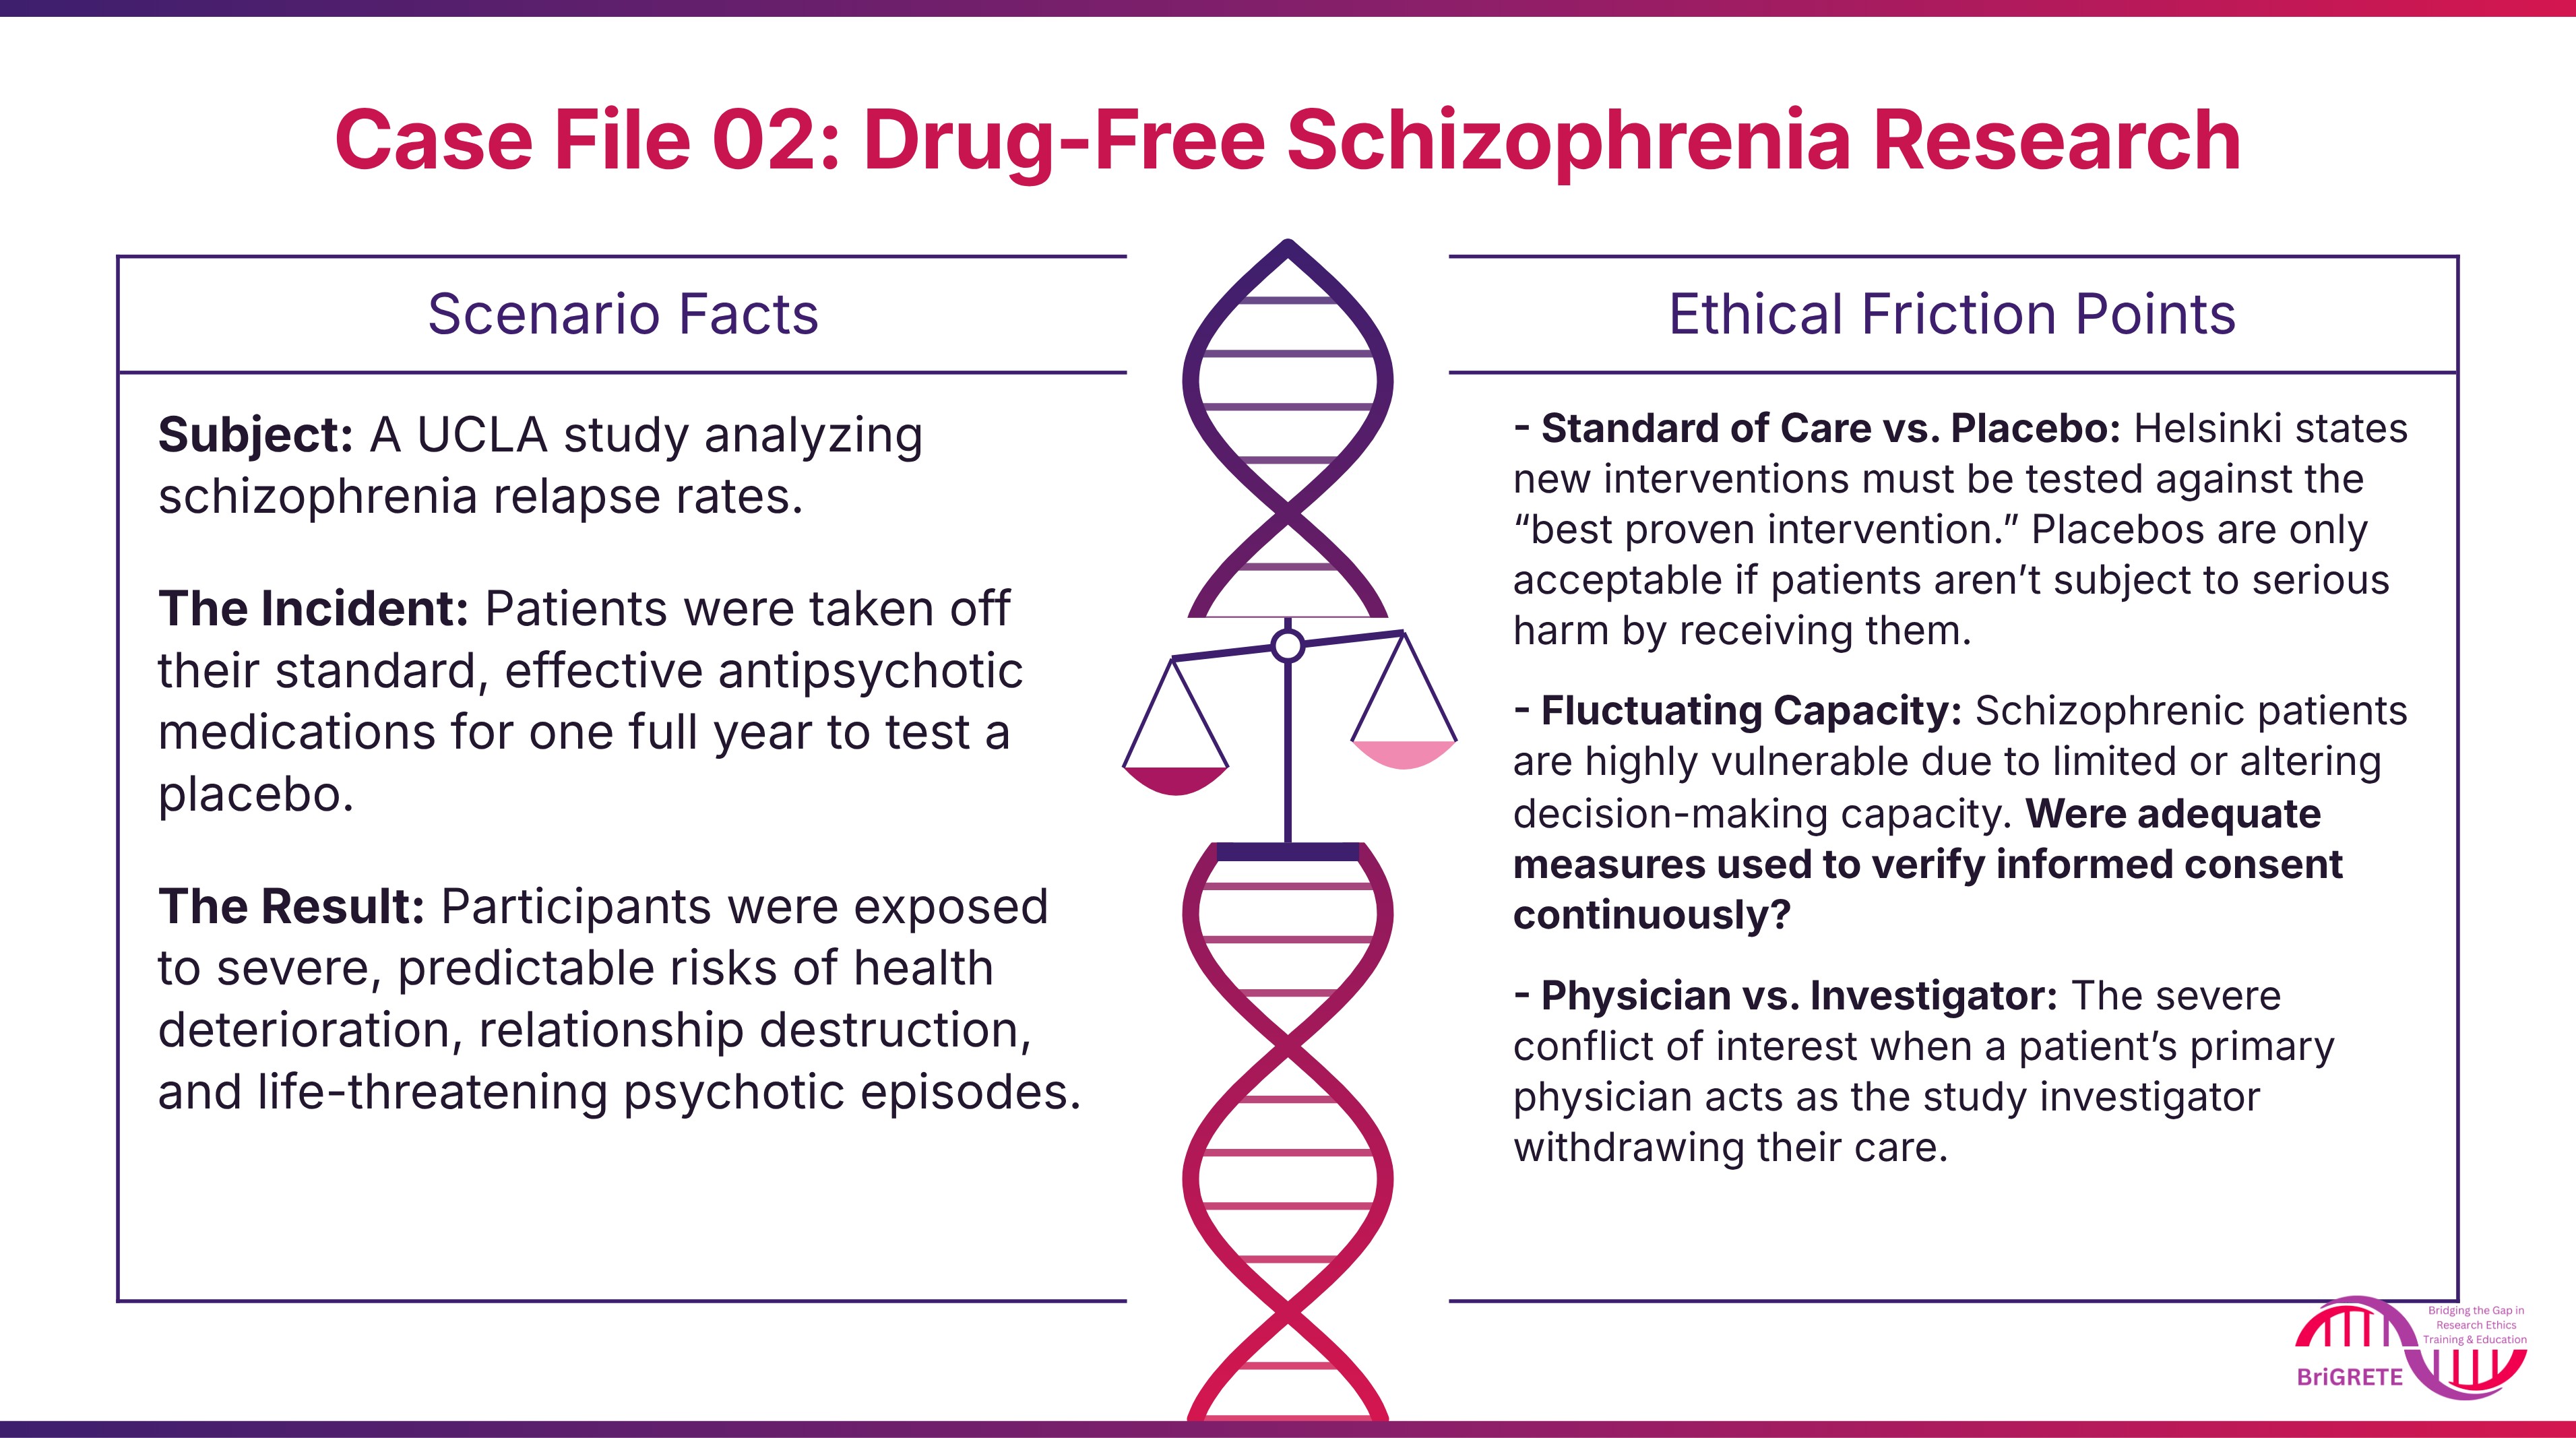 Case File 02: Drug-Free Schizophrenia Research
Scenario Facts
Subject: A UCLA study analyzing
schizophrenia relapse rates.
The Incident: Patients were taken off
their standard, effective antipsychotic
medications for one full year to test a
placebo.
The Result: Participants were exposed
to severe, predictable risks of health
deterioration, relationship destruction,
and life-threatening psychotic episodes.
Ethical Friction Points
- Standard of Care vs. Placebo: Helsinki states
new interventions must be tested against the
“best proven intervention.” Placebos are only
acceptable if patients aren’t subject to serious
harm by receiving them.
- Fluctuating Capacity: Schizophrenic patients
are highly vulnerable due to limited or altering
decision-making capacity. Were adequate
measures used to verify informed consent
continuously?
- Physician vs. Investigator: The severe
conflict of interest when a patient’s primary
physician acts as the study investigator
withdrawing their care.
Bridging the Gap in
Research Ethics
Training & Education
BriGRETE